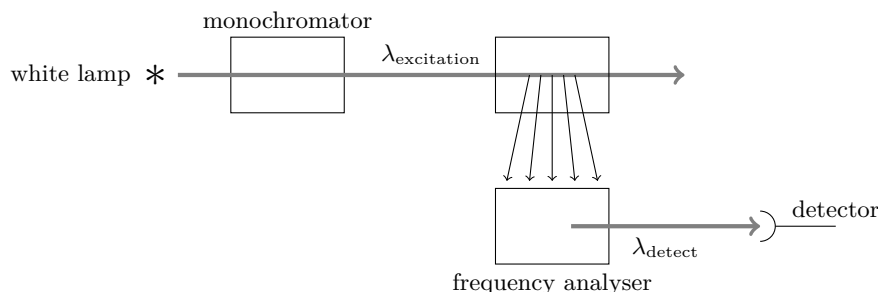 monochromator
white lamp *
λexcitation
detector
λdetect
frequency analyser